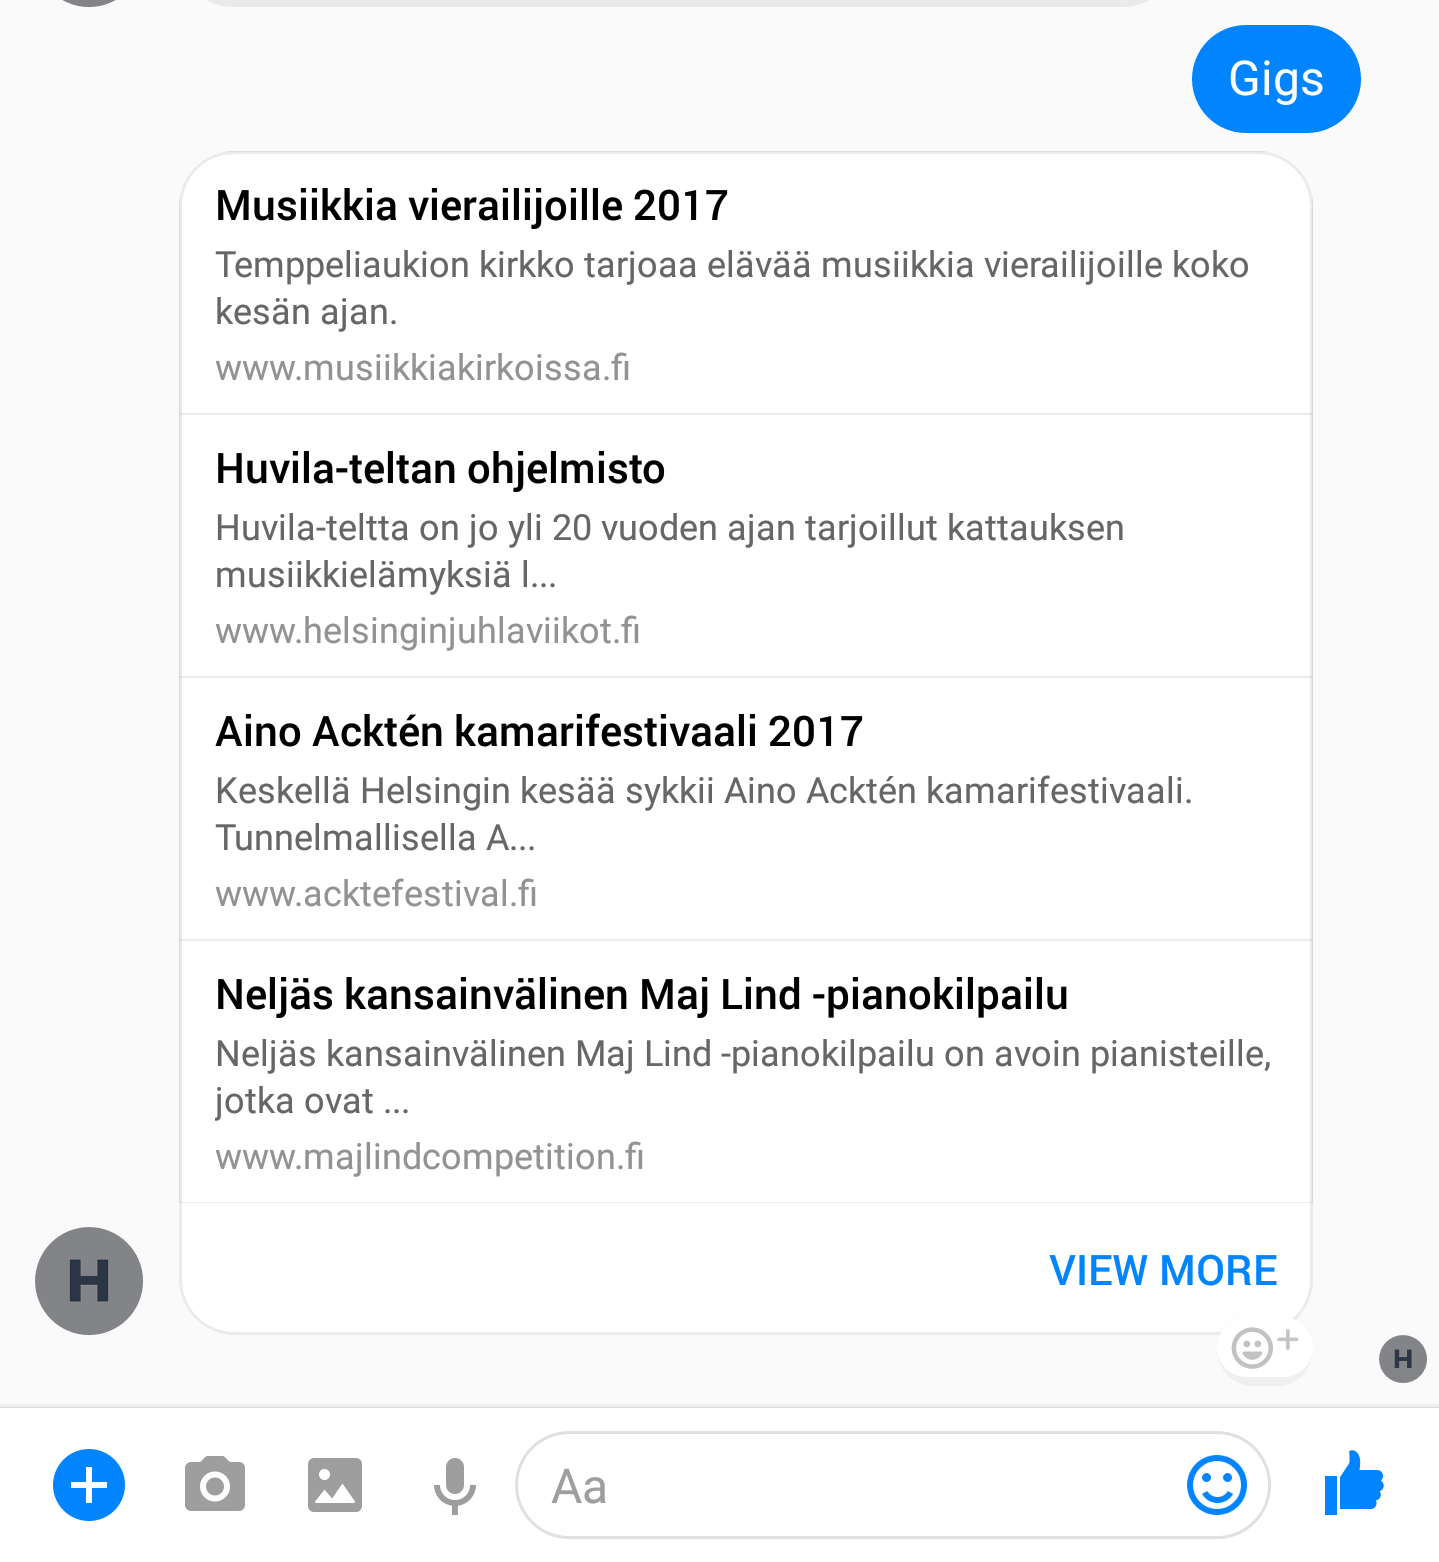 Gigs
Musiikkia vierailijoille 2017
Temppeliaukion kirkko tarjoaa elävää musiikkia vierailijoille koko
kesän ajan.
www.musiikkiakirkoissa.fi
Huvila-teltan ohjelmisto
Huvila-teltta on jo yli 20 vuoden ajan tarjoillut kattauksen
musiikkielämyksiä l...
www.helsinginjuhlaviikot.fi
Aino Acktén kamarifestivaali 2017
Keskellä Helsingin kesää sykkii Aino Acktén kamarifestivaali.
Tunnelmallisella A...
www.acktefestival.fi
Neljäs kansainvälinen Maj Lind -pianokilpailu
Neljäs kansainvälinen Maj Lind -pianokilpailu on avoin pianisteille,
jotka ovat ...
www.majlindcompetition.fi
VIEW MORE
H
H
Aa